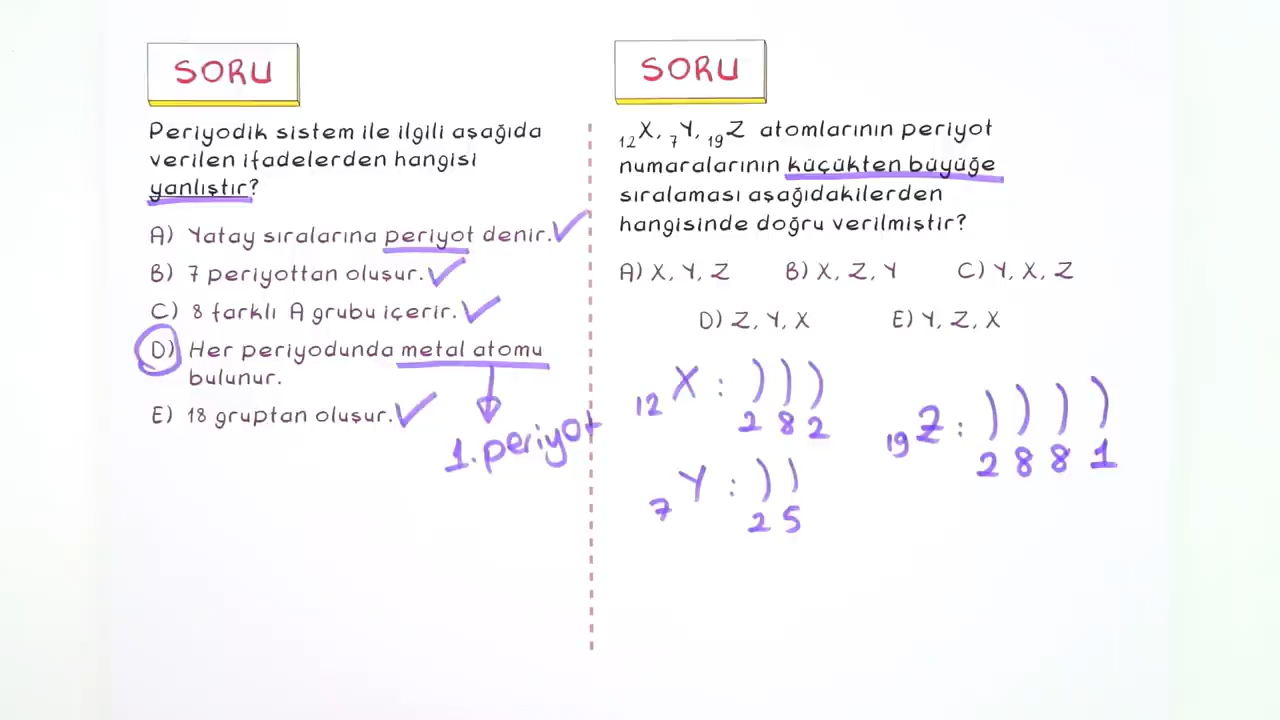 SORU
Periyodik sistem ile ilgili aşağıda
verilen ifadelerden hangisi
yanlıştır?
A) Yatay sıralarına periyot denir.
B) 7 periyottan oluşur.
C) 8 farklı A grubu içerir.
D) Her periyodunda metal atomu
bulunur.
E) 18 gruptan oluşur.
1. periyot
SORU
12X, 7Y, 19Z atomlarının periyot
numaralarının küçükten büyüğe
sıralaması aşağıdakilerden
hangisinde doğru verilmiştir?
A) X, Y, Z B) X, Z, Y C) Y, X, Z
D) Z, Y, X E) Y, Z, X
12X : ) ) )
2 8 2
7Y : ) )
2 5
19Z : ) ) ) )
2 8 8 1